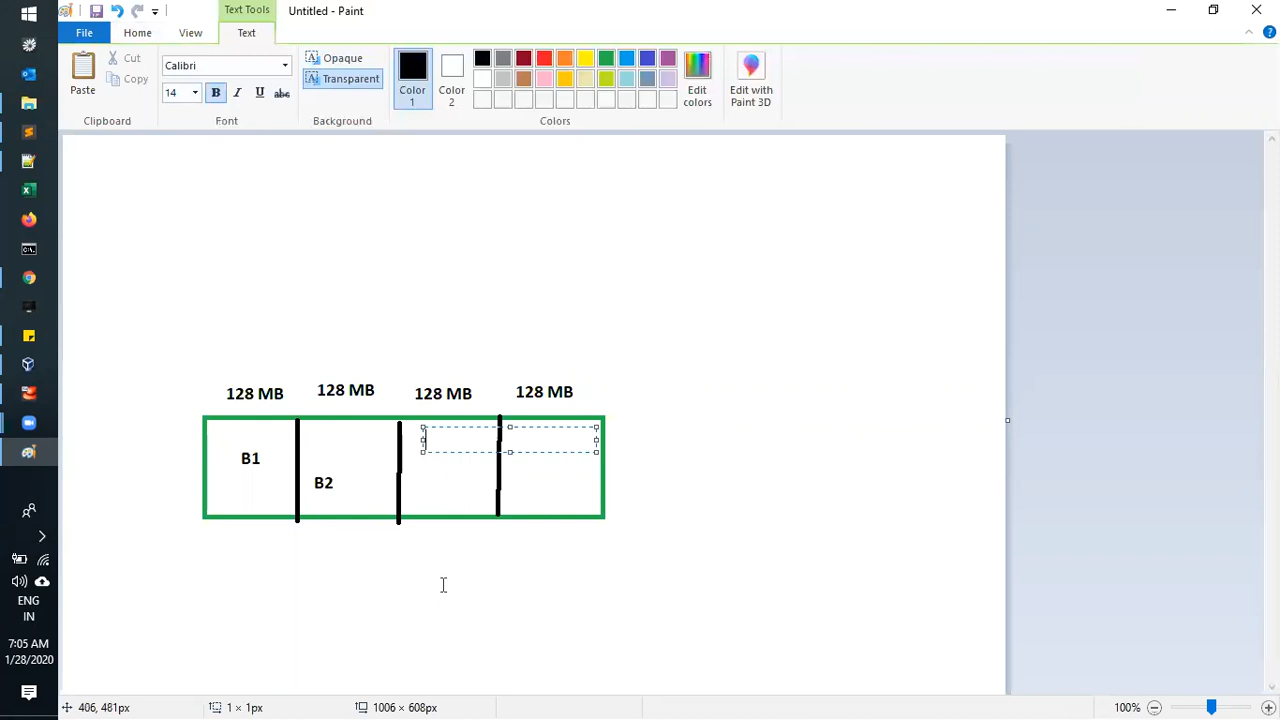 Text Tools
Untitled - Paint
File
Home
View
Text
Paste
Cut
Copy
Clipboard
Calibri
14
B I U abc
Font
Opaque
Transparent
Background
Color 1
Color 2
Edit colors
Colors
Edit with Paint 3D
128 MB 128 MB 128 MB 128 MB
B1
B2
ENG
IN
7:05 AM
1/28/2020
406, 481px
1 × 1px
1006 × 608px
100%